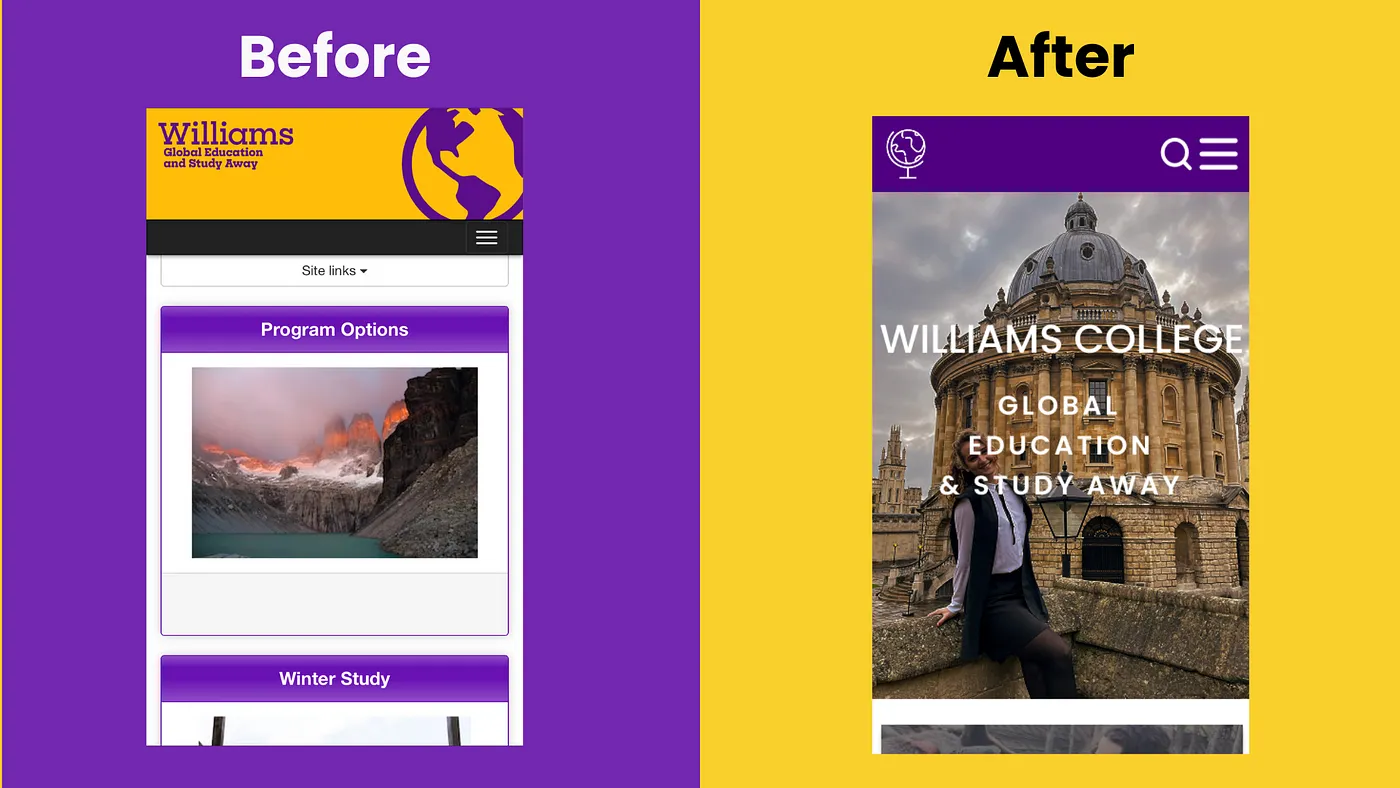 Before
Williams
Global Education
and Study Away
Site links
Program Options
Winter Study
After
WILLIAMS COLLEGE
GLOBAL
EDUCATION
& STUDY AWAY